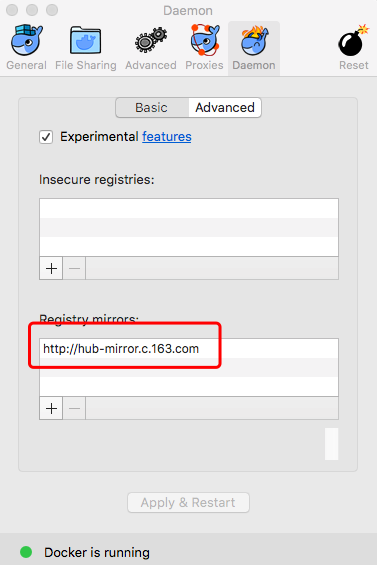 Daemon
General File Sharing Advanced Proxies Daemon Reset
Basic Advanced
Experimental features
Insecure registries:
+ −
Registry mirrors:
http://hub-mirror.c.163.com
+ −
Apply & Restart
Docker is running